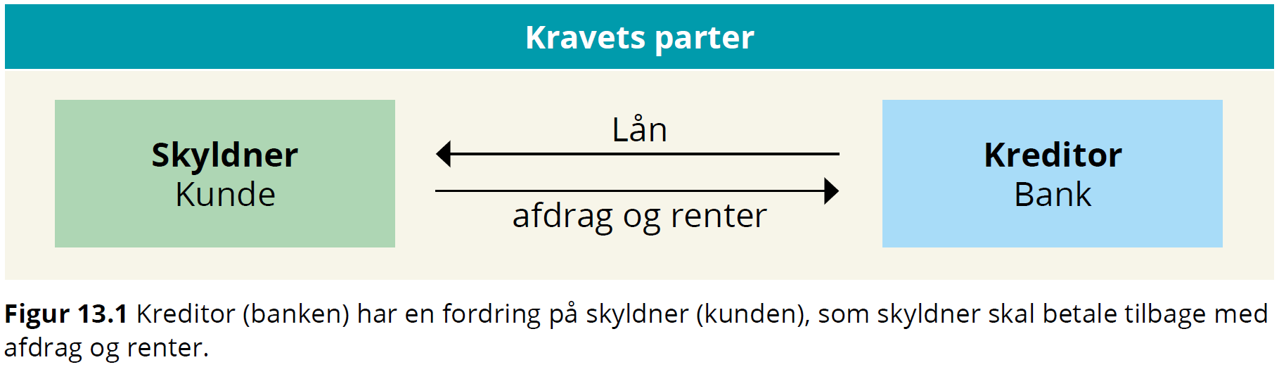 Kravets parter
Skyldner
Kunde
Lån
afdrag og renter
Kreditor
Bank
Figur 13.1 Kreditor (banken) har en fordring på skyldner (kunden), som skyldner skal betale tilbage med
afdrag og renter.